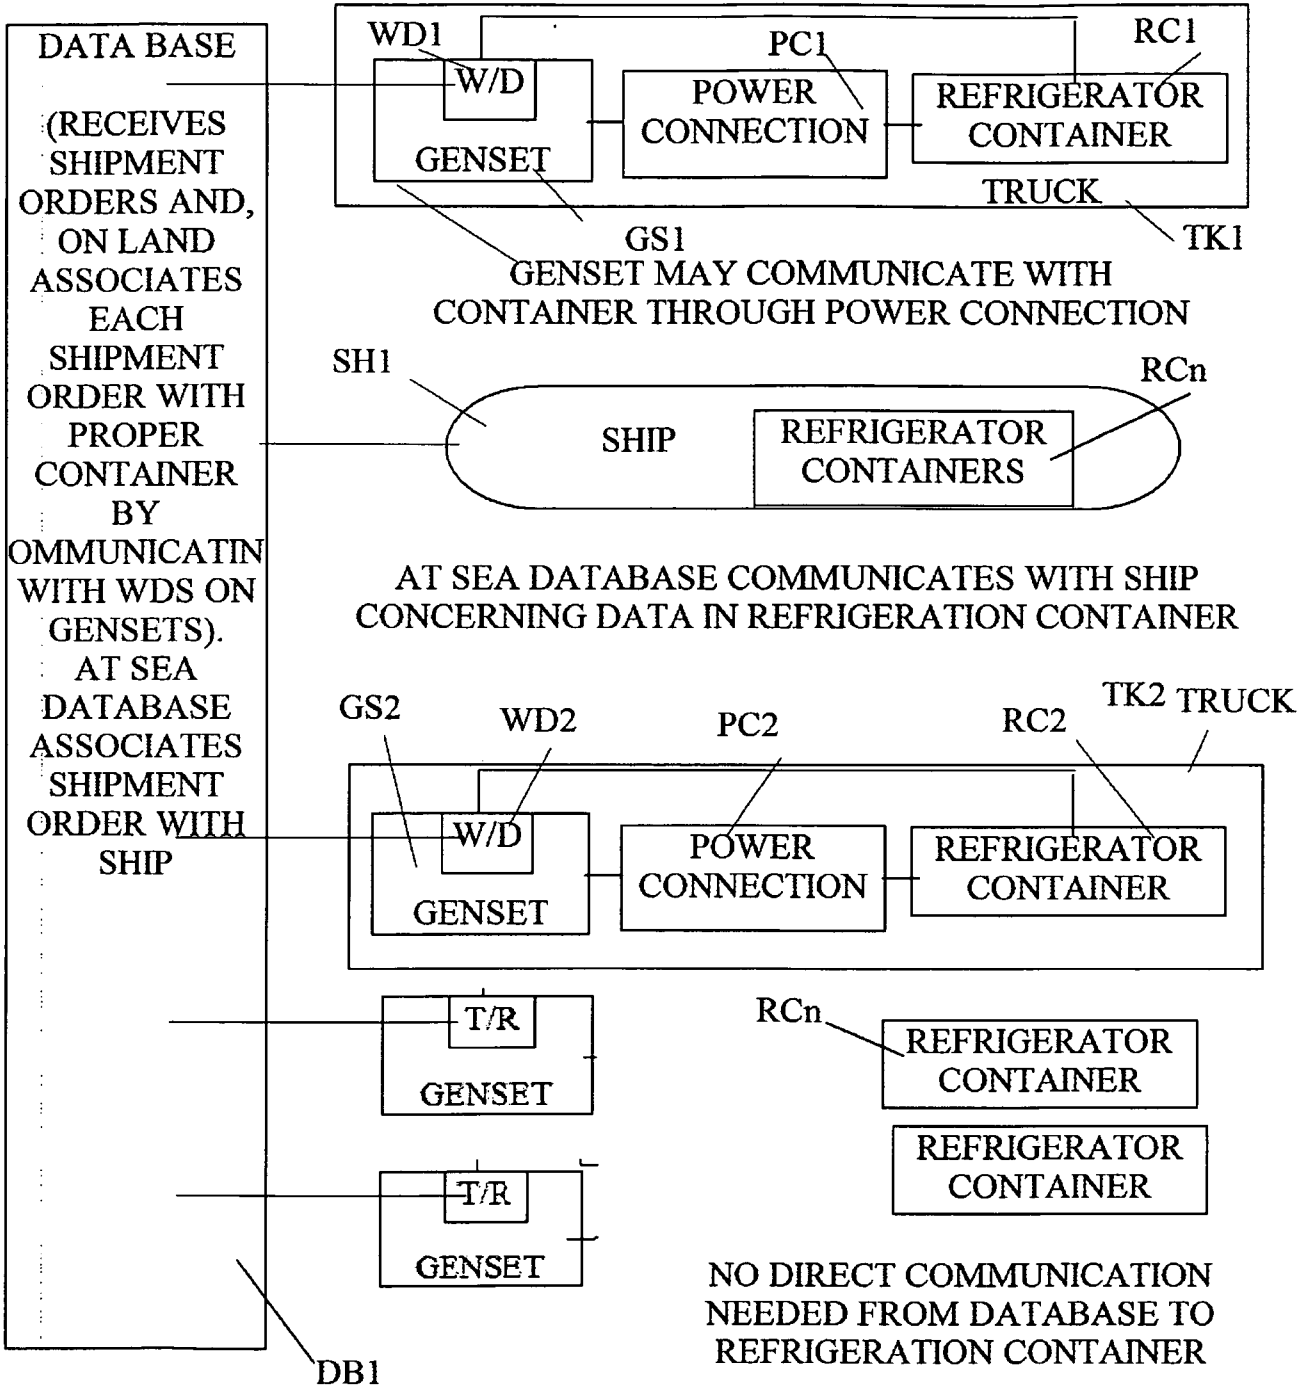 DATA BASE
(RECEIVES
SHIPMENT
ORDERS AND,
ON LAND
ASSOCIATES
EACH
SHIPMENT
ORDER WITH
PROPER
CONTAINER
BY
OMMUNICATIN
WITH WDS ON
GENSETS).
AT SEA
DATABASE
ASSOCIATES
SHIPMENT
ORDER WITH
SHIP
DB1
WD1
PC1
RC1
W/D
GENSET
POWER
CONNECTION
REFRIGERATOR
CONTAINER
TRUCK
GS1
TK1
GENSET MAY COMMUNICATE WITH
CONTAINER THROUGH POWER CONNECTION
SH1
RCn
SHIP
REFRIGERATOR
CONTAINERS
AT SEA DATABASE COMMUNICATES WITH SHIP
CONCERNING DATA IN REFRIGERATION CONTAINER
GS2
WD2
PC2
RC2
TK2 TRUCK
W/D
GENSET
POWER
CONNECTION
REFRIGERATOR
CONTAINER
T/R
GENSET
RCn
REFRIGERATOR
CONTAINER
REFRIGERATOR
CONTAINER
T/R
GENSET
NO DIRECT COMMUNICATION
NEEDED FROM DATABASE TO
REFRIGERATION CONTAINER